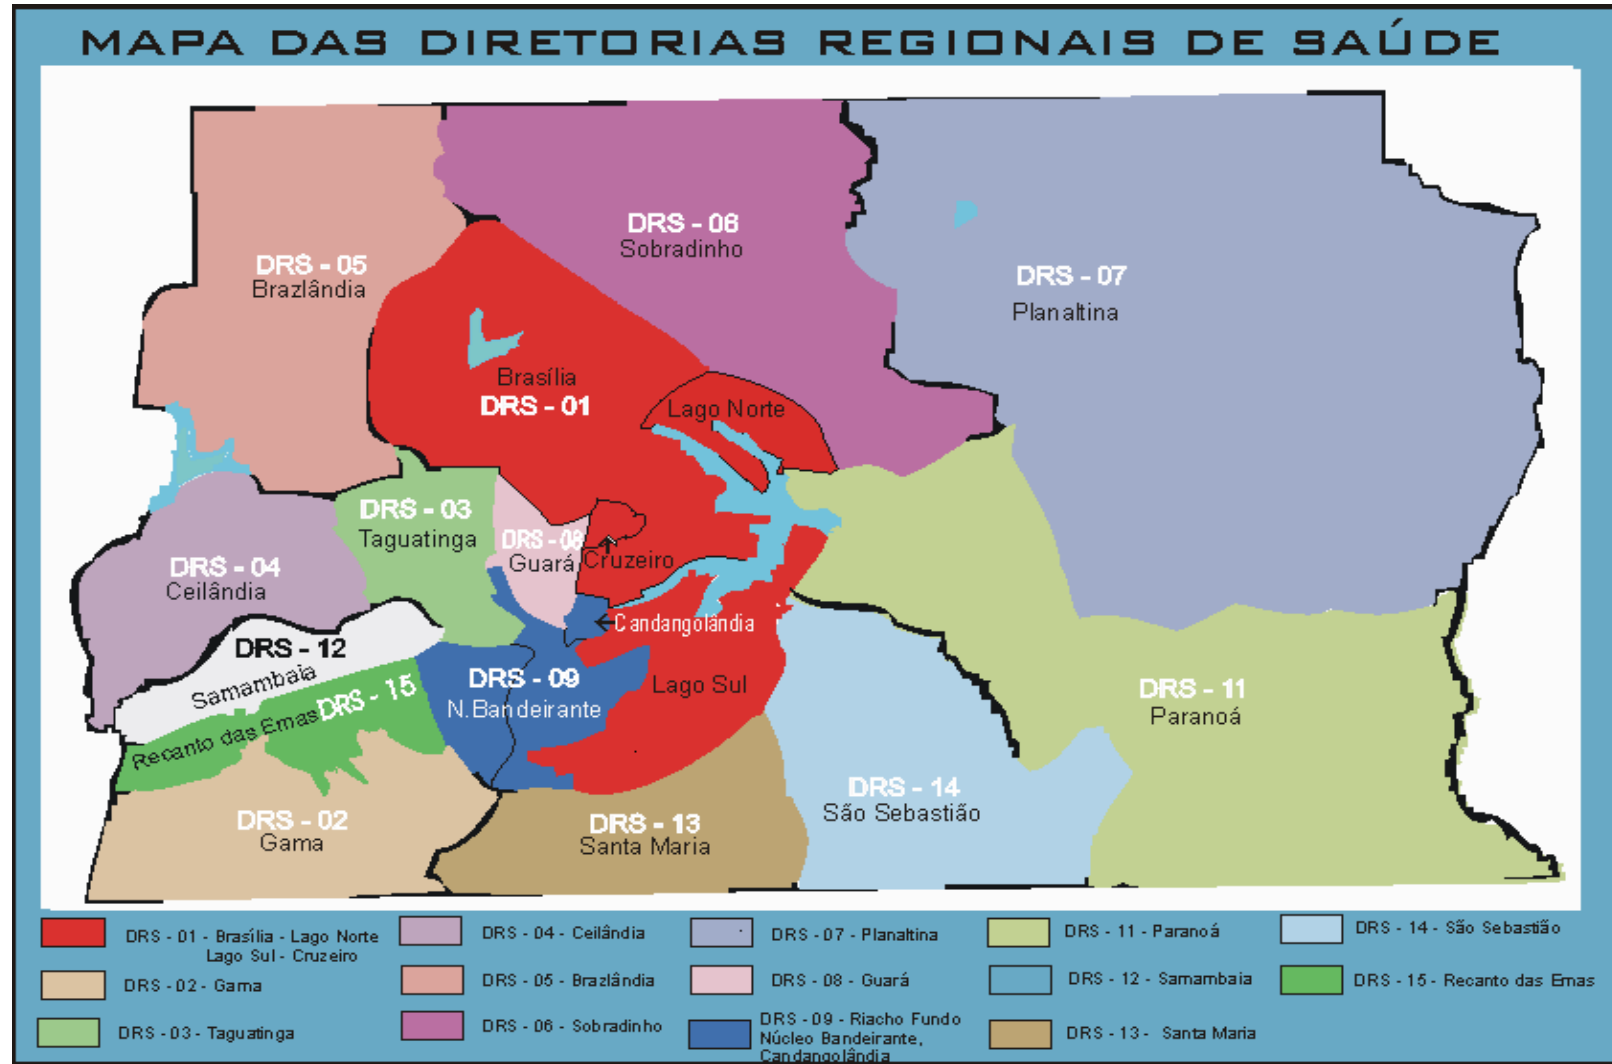 MAPA DAS DIRETORIAS REGIONAIS DE SAÚDE
DRS - 06
Sobradinho
DRS - 05
Brazlândia
DRS - 07
Planaltina
Brasília
DRS - 01
Lago Norte
DRS - 03
Taguatinga
DRS - 08
Guará
Cruzeiro
DRS - 04
Ceilândia
Candangolândia
DRS - 12
Samambaia
DRS - 15
Recanto das Emas
DRS - 09
N.Bandeirante
Lago Sul
DRS - 11
Paranoá
DRS - 14
São Sebastião
DRS - 02
Gama
DRS - 13
Santa Maria
DRS - 01 - Brasília - Lago Norte
Lago Sul - Cruzeiro
DRS - 02 - Gama
DRS - 03 - Taguatinga
DRS - 04 - Ceilândia
DRS - 05 - Brazlândia
DRS - 06 - Sobradinho
DRS - 07 - Planaltina
DRS - 08 - Guará
DRS - 09 - Riacho Fundo
Núcleo Bandeirante,
Candangolândia
DRS - 11 - Paranoá
DRS - 12 - Samambaia
DRS - 13 - Santa Maria
DRS - 14 - São Sebastião
DRS - 15 - Recanto das Emas